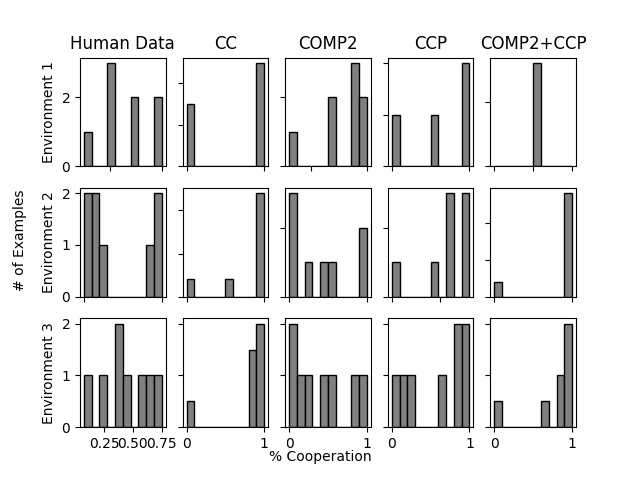 Human Data CC COMP2 CCP COMP2+CCP
Environment 1
2
0
# of Examples
Environment 2
2
1
0
Environment 3
2
1
0
0.25 0.50 0.75 0 1 0 1 0 1 0 1
% Cooperation